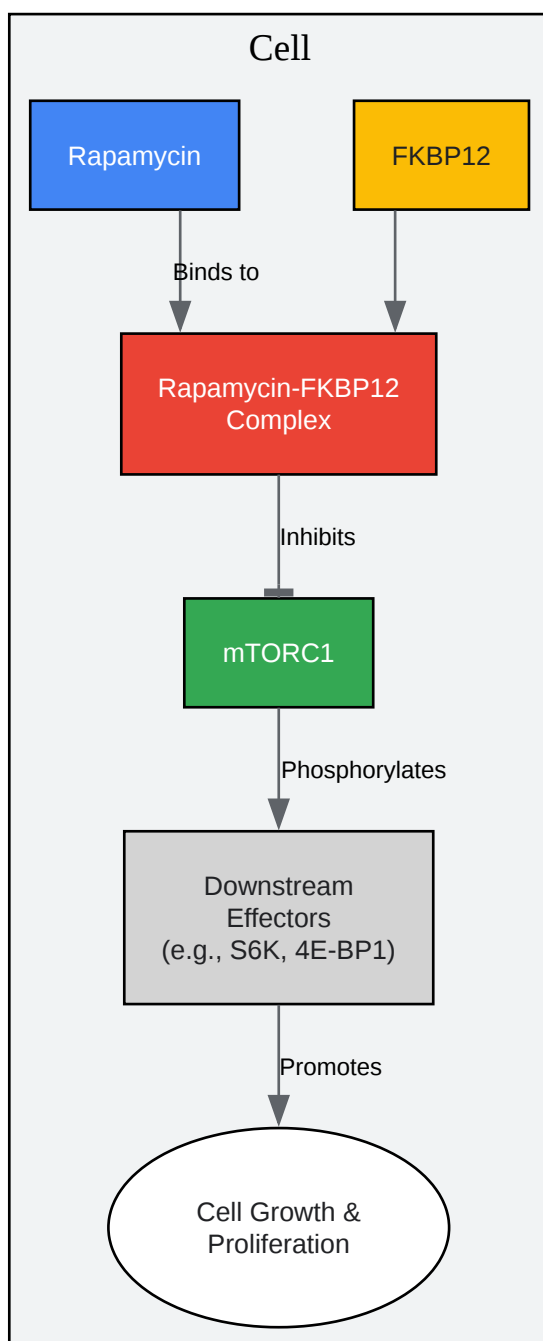 Cell
Rapamycin
FKBP12
Binds to
Rapamycin-FKBP12
Complex
Inhibits
mTORC1
Phosphorylates
Downstream
Effectors
(e.g., S6K, 4E-BP1)
Promotes
Cell Growth &
Proliferation